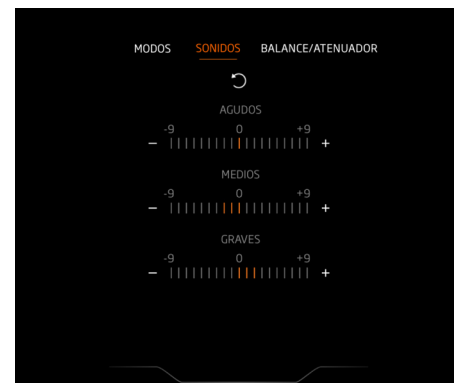 MODOS SONIDOS BALANCE/ATENUADOR
AGUDOS
-9 0 +9
− +
MEDIOS
-9 0 +9
− +
GRAVES
-9 0 +9
− +